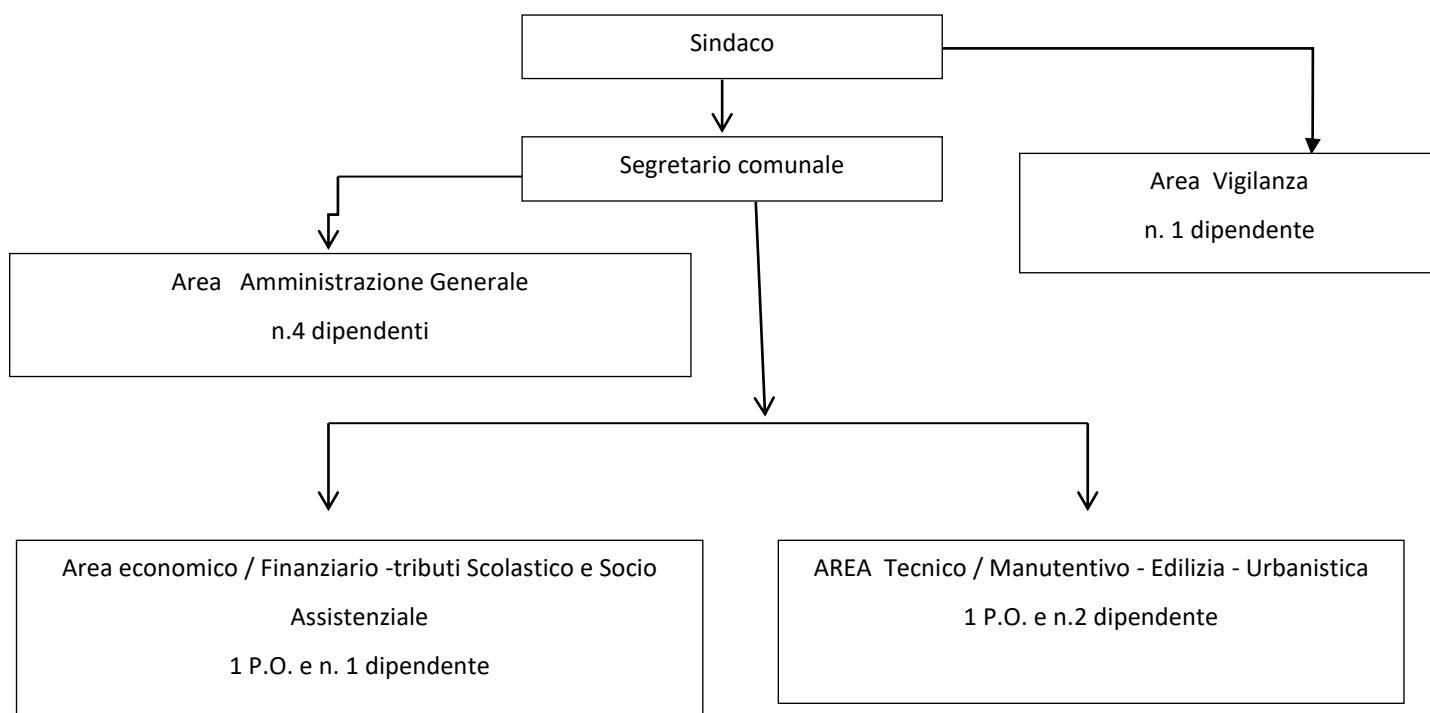 Sindaco
Segretario comunale
Area Vigilanza
n. 1 dipendente
Area Amministrazione Generale
n.4 dipendenti
Area economico / Finanziario -tributi Scolastico e Socio
Assistenziale
1 P.O. e n. 1 dipendente
AREA Tecnico / Manutentivo - Edilizia - Urbanistica
1 P.O. e n.2 dipendente